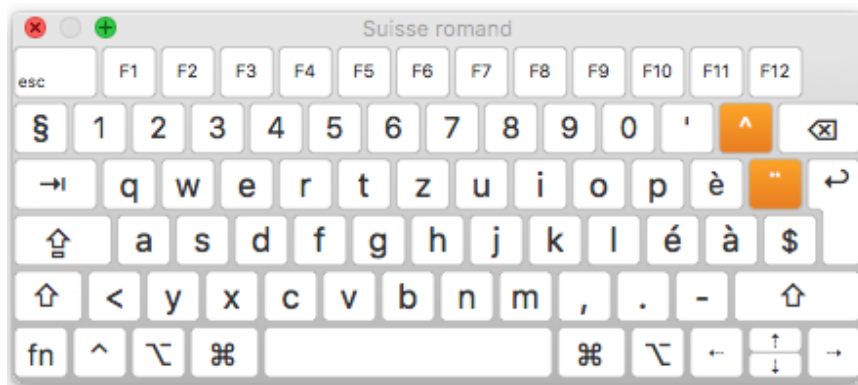 Suisse romand
esc F1 F2 F3 F4 F5 F6 F7 F8 F9 F10 F11 F12
§ 1 2 3 4 5 6 7 8 9 0 ' ^ ⌫
⇥ q w e r t z u i o p è ¨ ↩
⇪ a s d f g h j k l é à $
⇧ < y x c v b n m , . - ⇧
fn ^ ⌥ ⌘ ⌘ ⌥ ← ↑ ↓ →